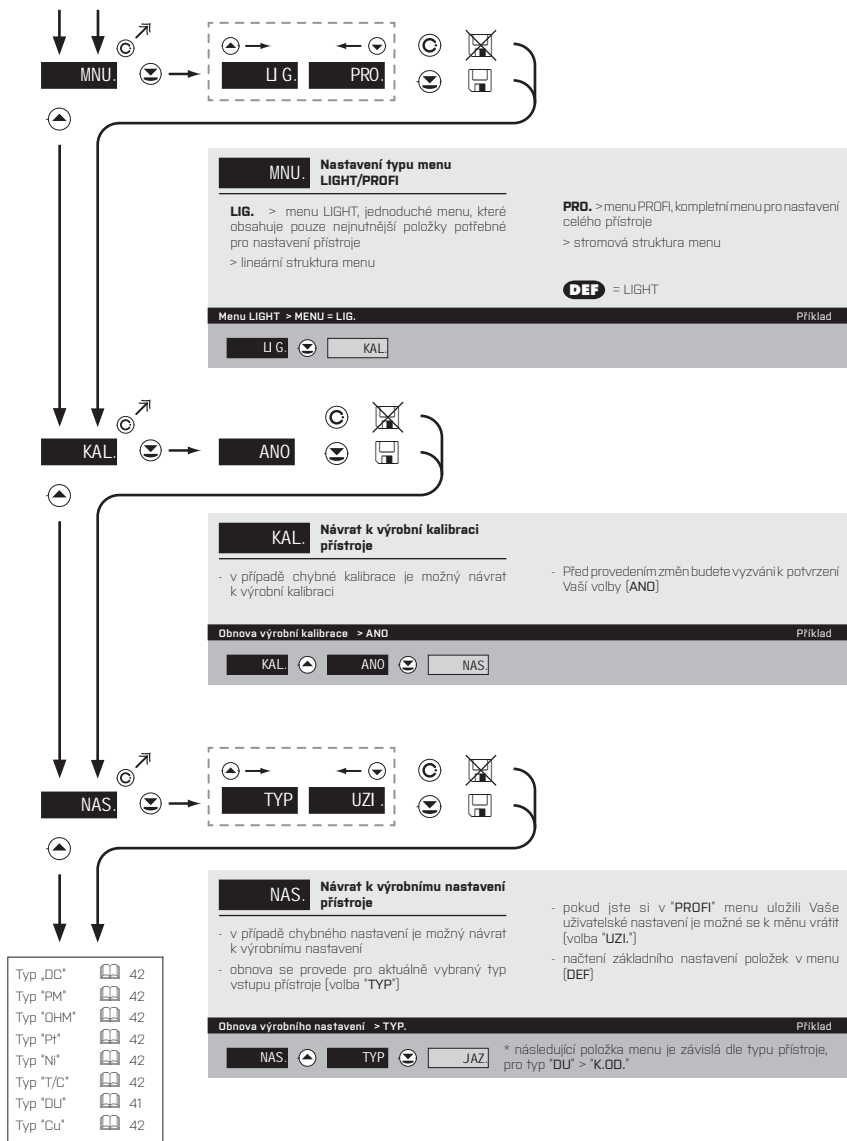 MNU.
LIG.
PRO.
MNU.
Nastavení typu menu
LIGHT/PROFI
LIG. > menu LIGHT, jednoduché menu, které
obsahuje pouze nejnutnější položky potřebné
pro nastavení přístroje
> lineární struktura menu
PRO. > menu PROFI, kompletní menu pro nastavení
celého přístroje
> stromová struktura menu
DEF = LIGHT
Menu LIGHT > MENU = LIG.
Příklad
LIG.
KAL.
KAL.
ANO
KAL.
Návrat k výrobní kalibraci
přístroje
- v případě chybné kalibrace je možný návrat
k výrobní kalibraci
- Před provedením změn budete vyzváni k potvrzení
Vaší volby (ANO)
Obnova výrobní kalibrace > ANO
Příklad
KAL.
ANO
NAS.
NAS.
TYP
UZI.
NAS.
Návrat k výrobnímu nastavení
přístroje
- v případě chybného nastavení je možný návrat
k výrobnímu nastavení
- obnova se provede pro aktuálně vybraný typ
vstupu přístroje (volba "TYP")
- pokud jste si v "PROFI" menu uložili Vaše
uživatelské nastavení je možné se k měnu vrátit
(volba "UZI.")
- načtení základního nastavení položek v menu
(DEF)
Obnova výrobního nastavení > TYP.
Příklad
NAS.
TYP
JAZ.
* následující položka menu je závislá dle typu přístroje,
pro typ "DU" > "K.OD."
Typ „DC" 42
Typ "PM" 42
Typ "OHM" 42
Typ "Pt" 42
Typ "Ni" 42
Typ "T/C" 42
Typ "DU" 41
Typ "Cu" 42